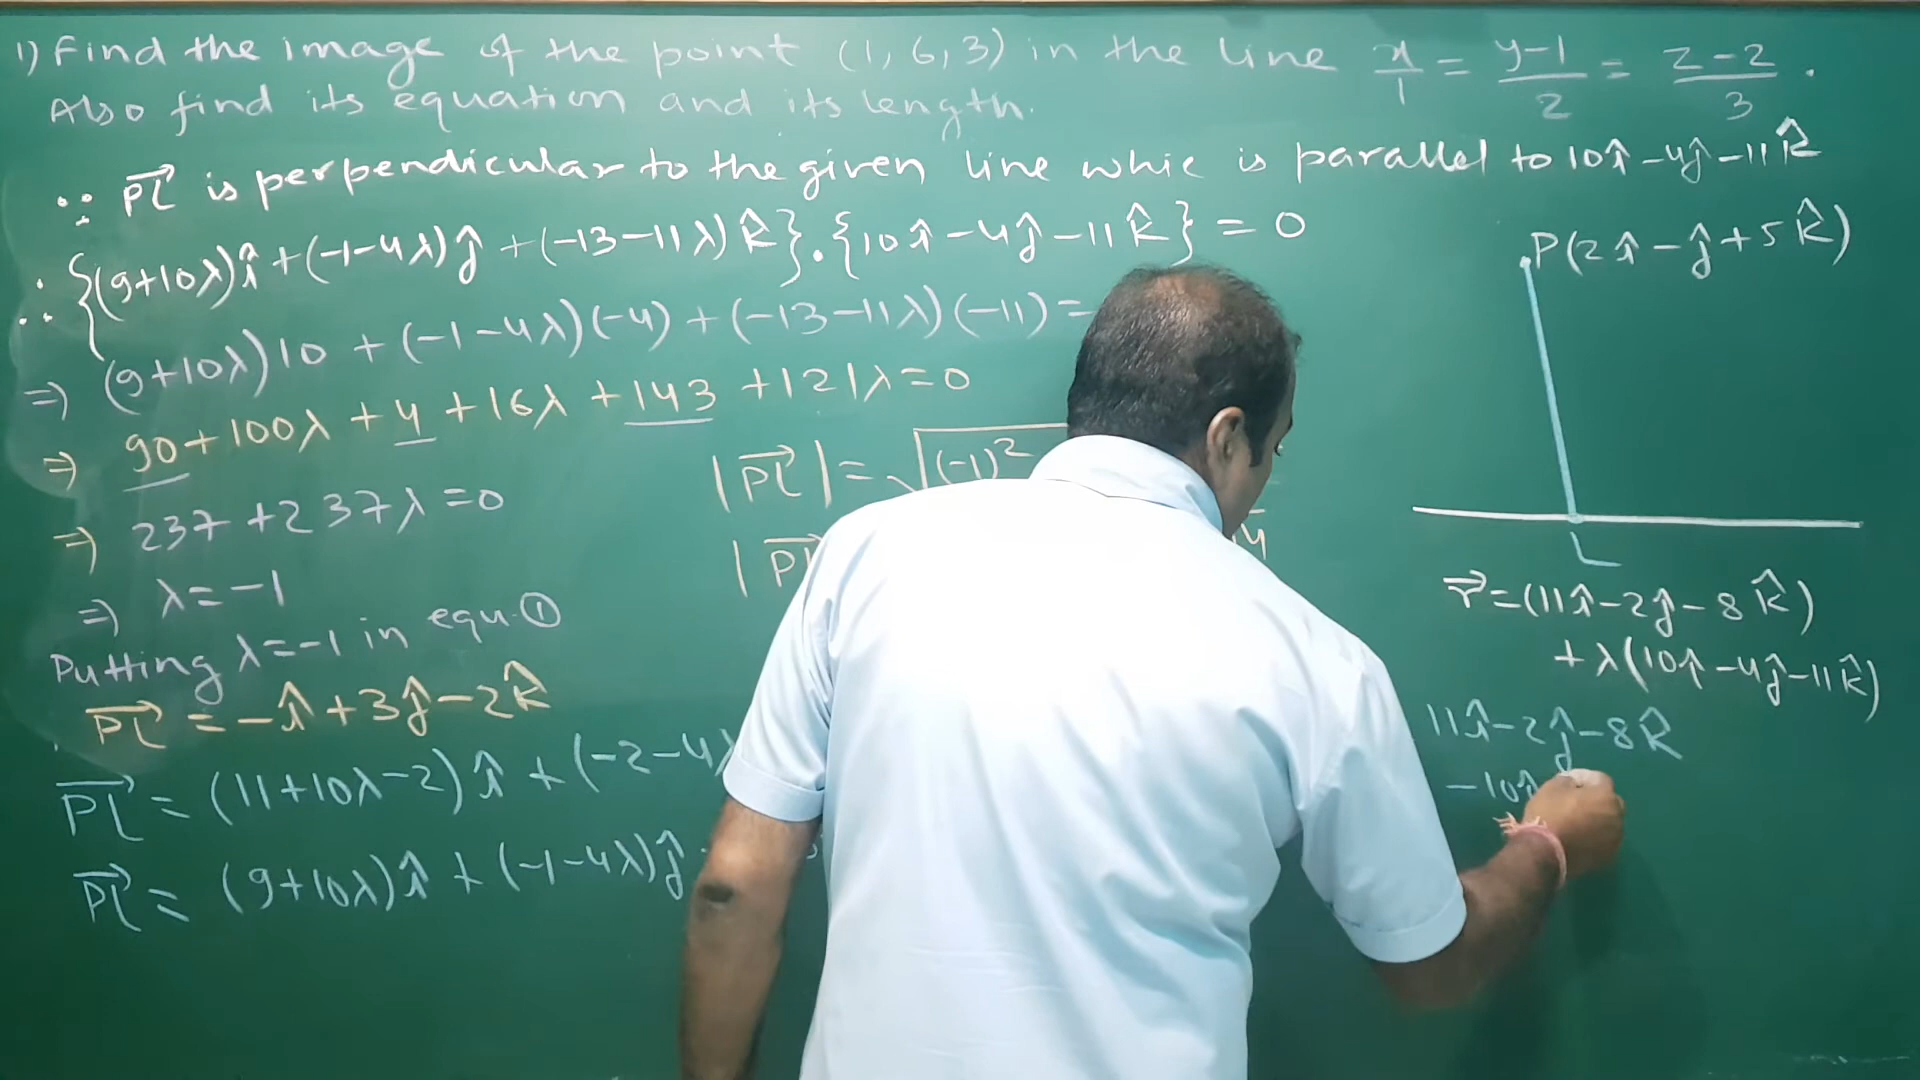 1) Find the image of the point (1, 6, 3) in the line x/1 = y-1/2 = z-2/3 .
Also find its equation and its length.
∵ PL⃗ is perpendicular to the given line whic is parallel to 10î-4ĵ-11k̂
∴ {(9+10λ)î+(-1-4λ)ĵ+(-13-11λ)k̂}.{10î-4ĵ-11k̂} = 0
⇒ (9+10λ)10 + (-1-4λ)(-4) + (-13-11λ)(-11) =
⇒ 90+100λ + 4 + 16λ + 143 + 121λ = 0
⇒ 237+237λ = 0
⇒ λ = -1
Putting λ=-1 in equ. ①
PL⃗ = -î+3ĵ-2k̂
PL⃗ = (11+10λ-2)î + (-2-4λ
PL⃗ = (9+10λ)î + (-1-4λ)ĵ
|PL⃗| = √(-1)²
|PL
14
P(2î-ĵ+5k̂)
L
r⃗=(11î-2ĵ-8k̂)
+λ(10î-4ĵ-11k̂)
11î-2ĵ-8k̂
-10î